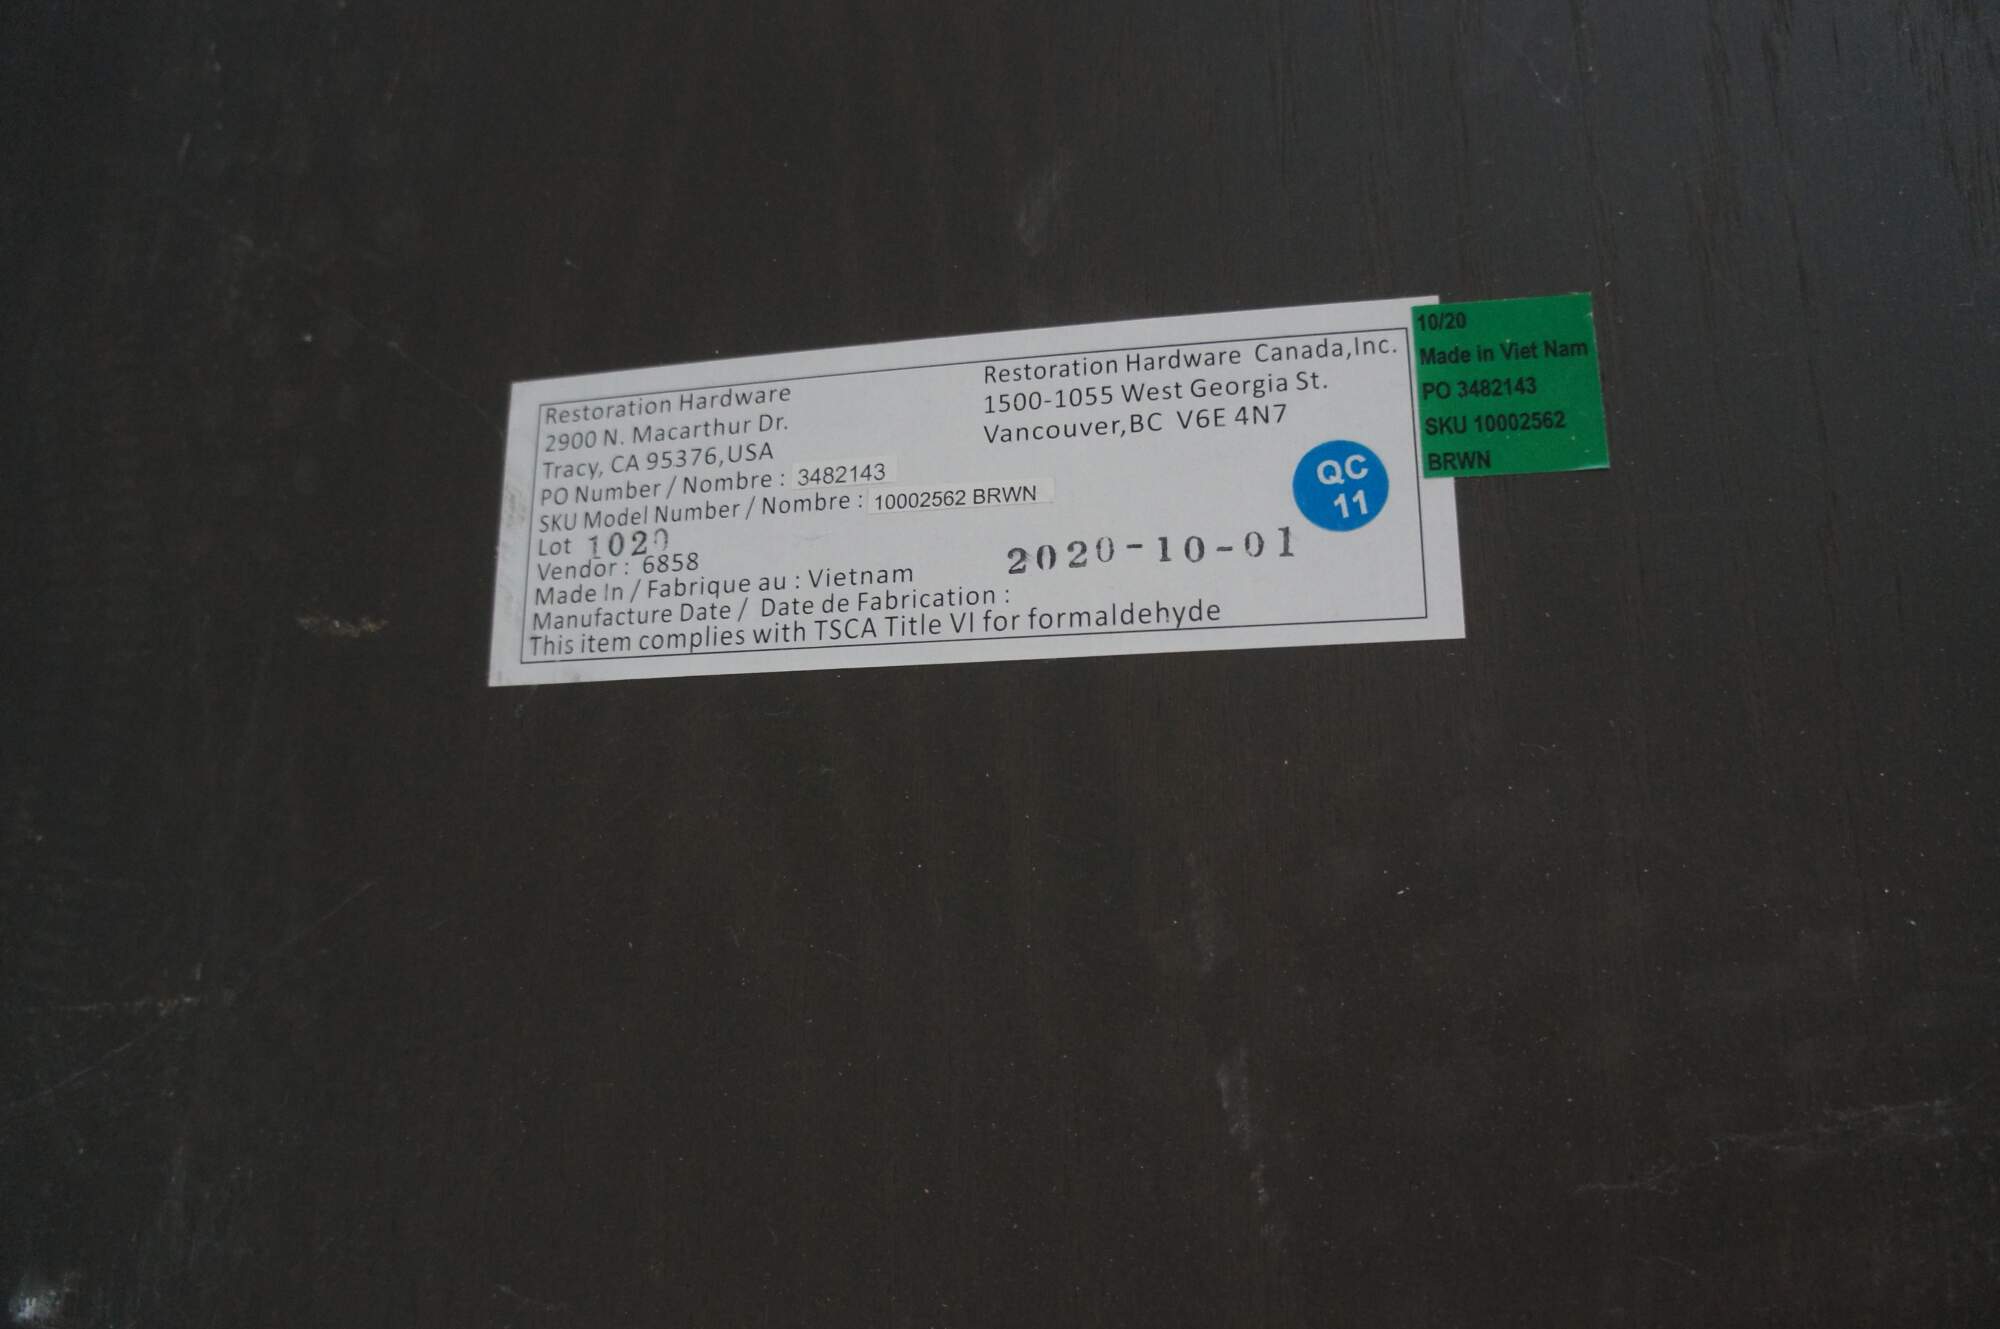 Restoration Hardware
2900 N. Macarthur Dr.
Tracy, CA 95376,USA
Restoration Hardware Canada,Inc.
1500-1055 West Georgia St.
Vancouver,BC V6E 4N7
PO Number / Nombre : 3482143
SKU Model Number / Nombre : 10002562 BRWN
Lot 1020
Vendor : 6858
Made In / Fabrique au : Vietnam
Manufacture Date / Date de Fabrication : 2020-10-01
This item complies with TSCA Title VI for formaldehyde
QC
11
10/20
Made in Viet Nam
PO 3482143
SKU 10002562
BRWN